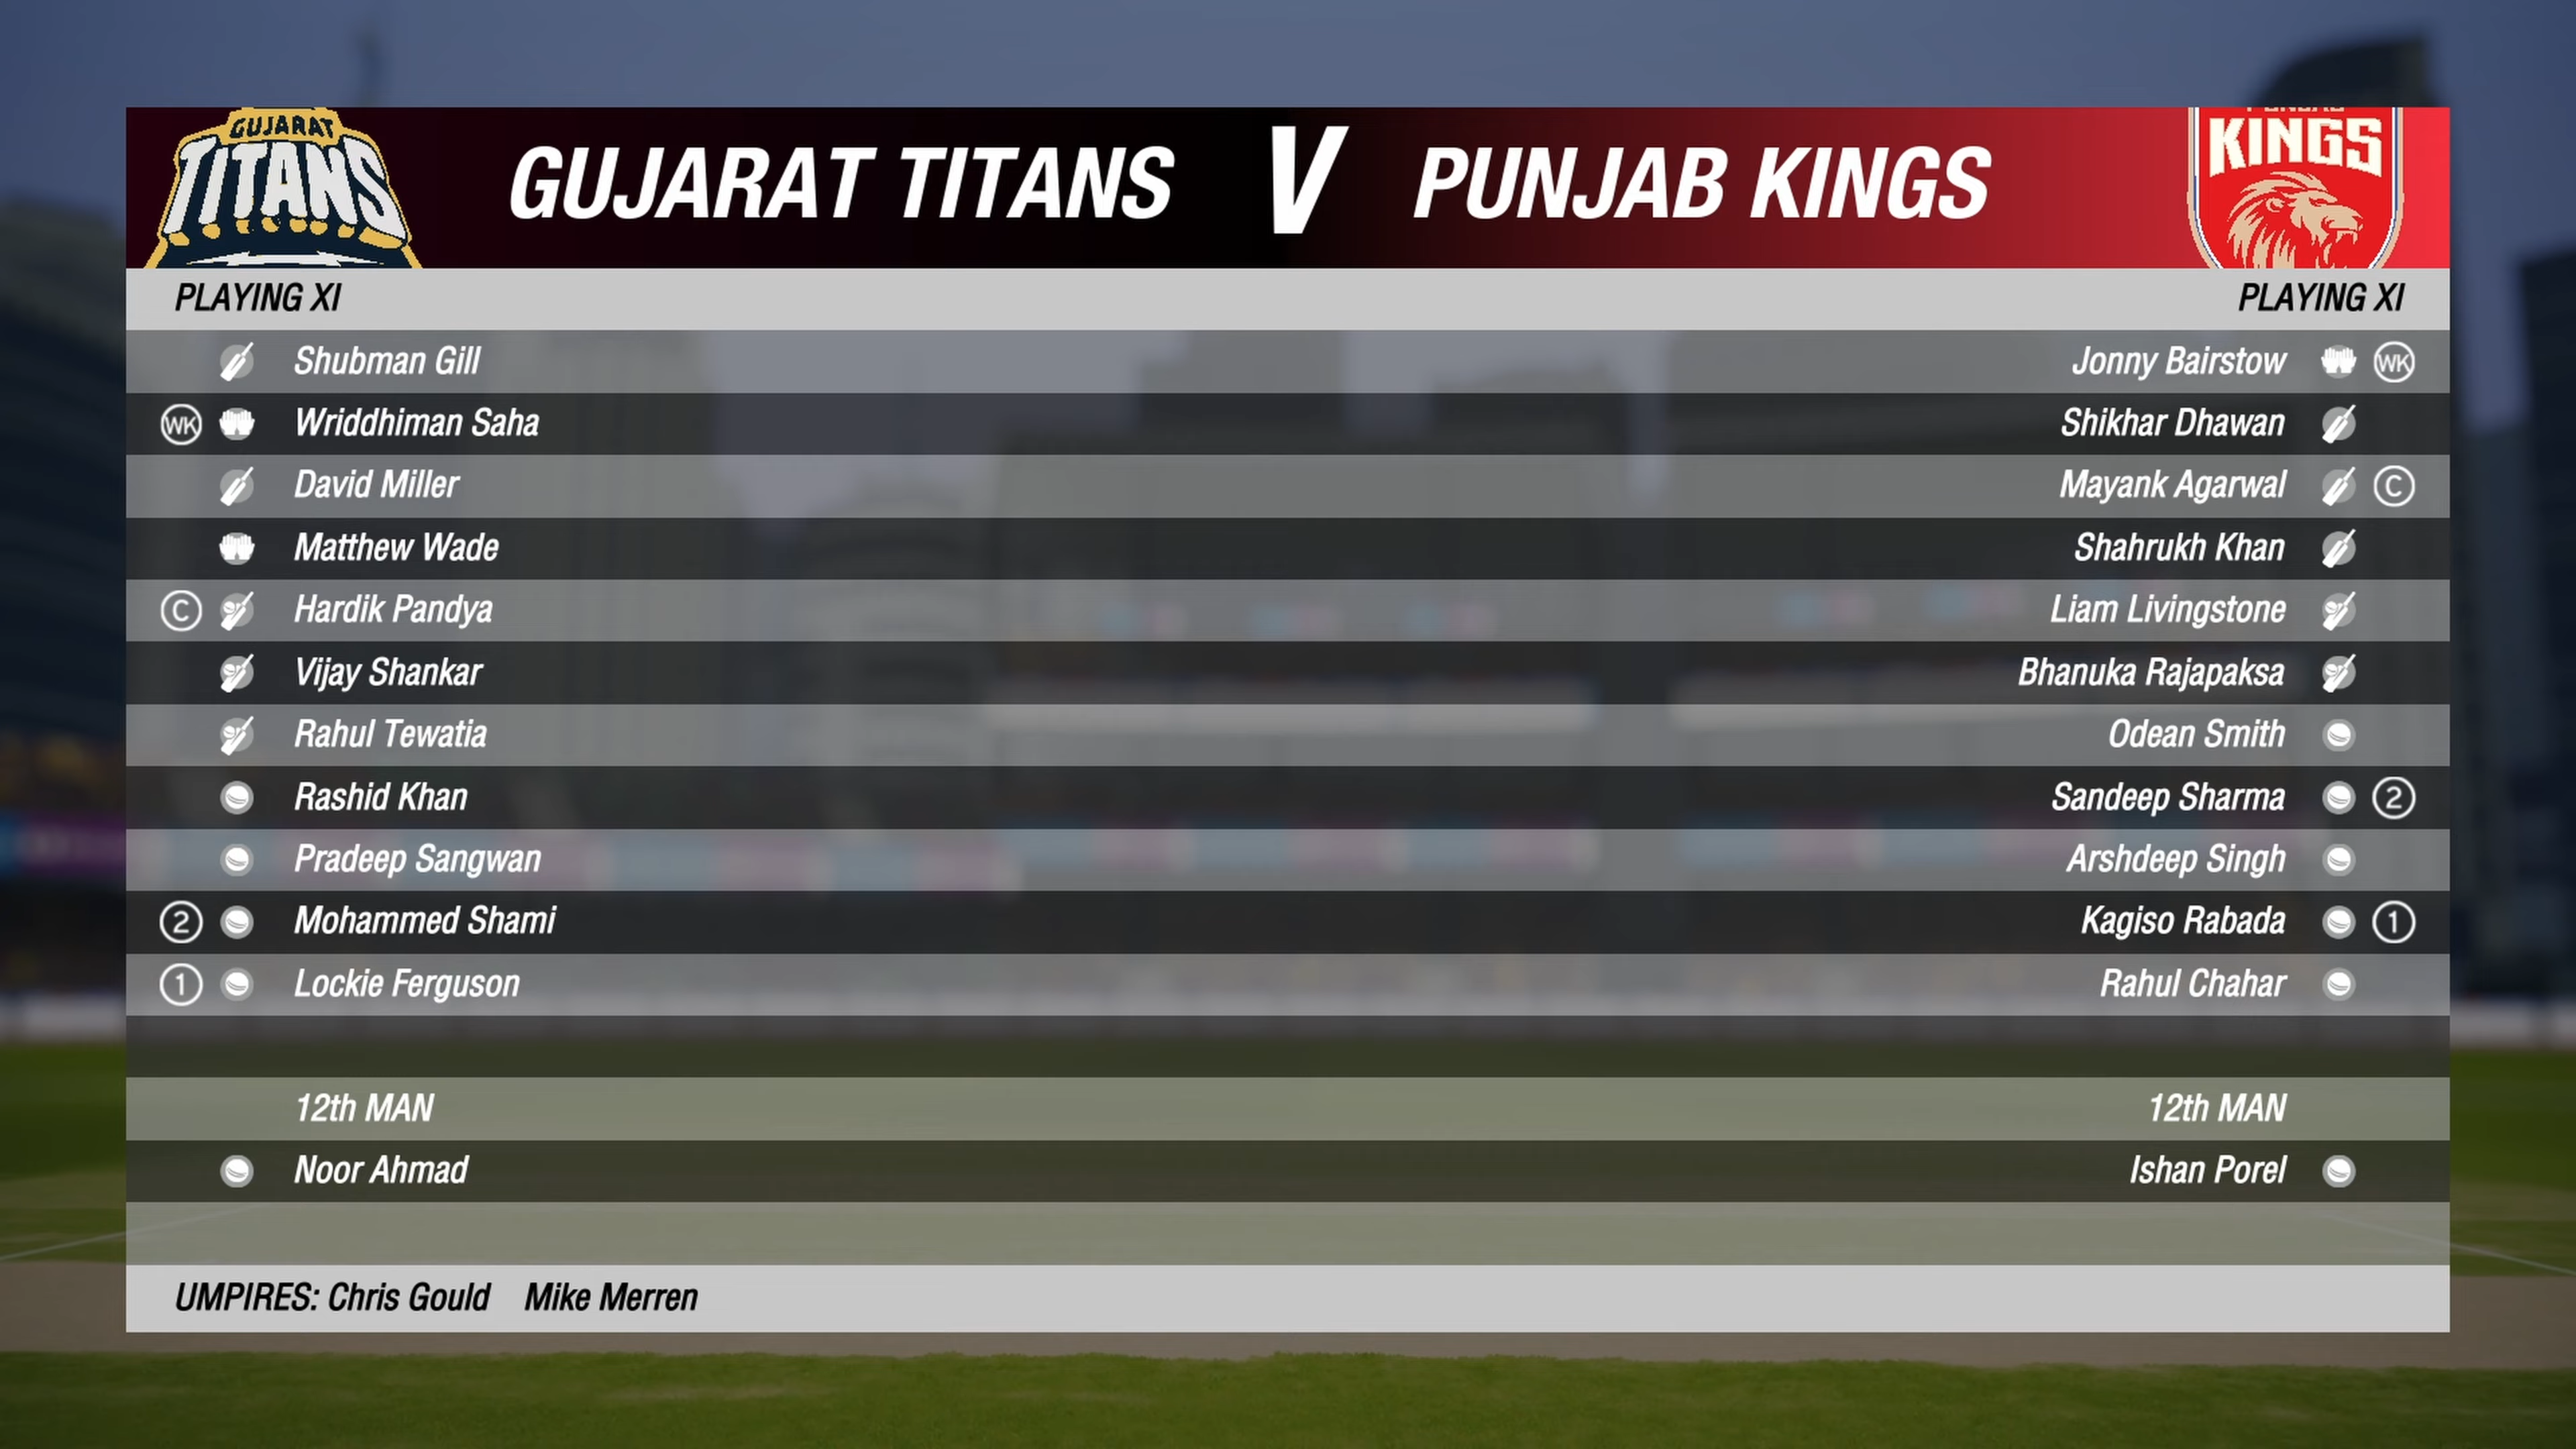 GUJARAT TITANS
GUJARAT TITANS V PUNJAB KINGS
KINGS
PLAYING XI PLAYING XI
Shubman Gill Jonny Bairstow WK
WK Wriddhiman Saha Shikhar Dhawan
David Miller Mayank Agarwal C
Matthew Wade Shahrukh Khan
C Hardik Pandya Liam Livingstone
Vijay Shankar Bhanuka Rajapaksa
Rahul Tewatia Odean Smith
Rashid Khan Sandeep Sharma 2
Pradeep Sangwan Arshdeep Singh
2 Mohammed Shami Kagiso Rabada 1
1 Lockie Ferguson Rahul Chahar
12th MAN 12th MAN
Noor Ahmad Ishan Porel
UMPIRES: Chris Gould Mike Merren